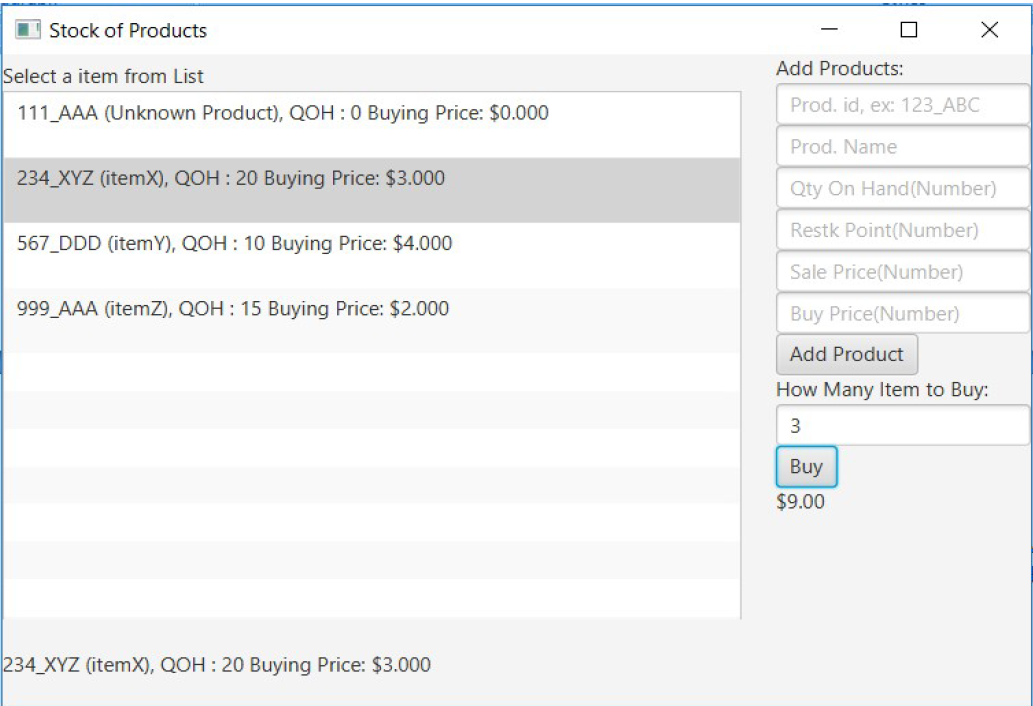 Stock of Products
Select a item from List
111_AAA (Unknown Product), QOH : 0 Buying Price: $0.000
234_XYZ (itemX), QOH : 20 Buying Price: $3.000
567_DDD (itemY), QOH : 10 Buying Price: $4.000
999_AAA (itemZ), QOH : 15 Buying Price: $2.000
Add Products:
Prod. id, ex: 123_ABC
Prod. Name
Qty On Hand(Number)
Restk Point(Number)
Sale Price(Number)
Buy Price(Number)
Add Product
How Many Item to Buy:
3
Buy
$9.00
234_XYZ (itemX), QOH : 20 Buying Price: $3.000